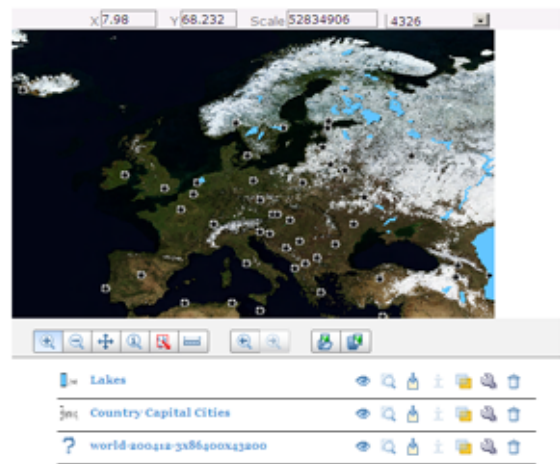 X 7.98 Y 68.232 Scale 52834906 4326
Lakes
Country Capital Cities
?
world-200412-3x86400x43200